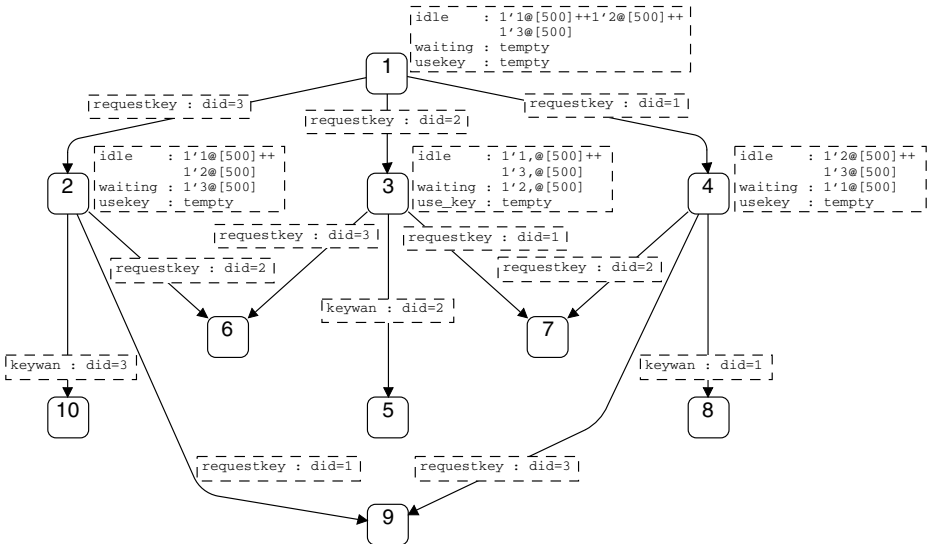 idle    : 1‘1@[500]++1‘2@[500]++
1‘3@[500]
waiting : tempty
usekey  : tempty
1
requestkey : did=3
requestkey : did=2
requestkey : did=1
idle    : 1‘1@[500]++
1‘2@[500]
waiting : 1‘3@[500]
usekey  : tempty
2
idle    : 1‘1,@[500]++
1‘3,@[500]
waiting : 1‘2,@[500]
use_key : tempty
3
idle    : 1‘2@[500]++
1‘3@[500]
waiting : 1‘1@[500]
usekey  : tempty
4
requestkey : did=3
requestkey : did=1
requestkey : did=2
requestkey : did=2
keywan : did=2
6
7
keywan : did=3
keywan : did=1
10
5
8
requestkey : did=1
requestkey : did=3
9